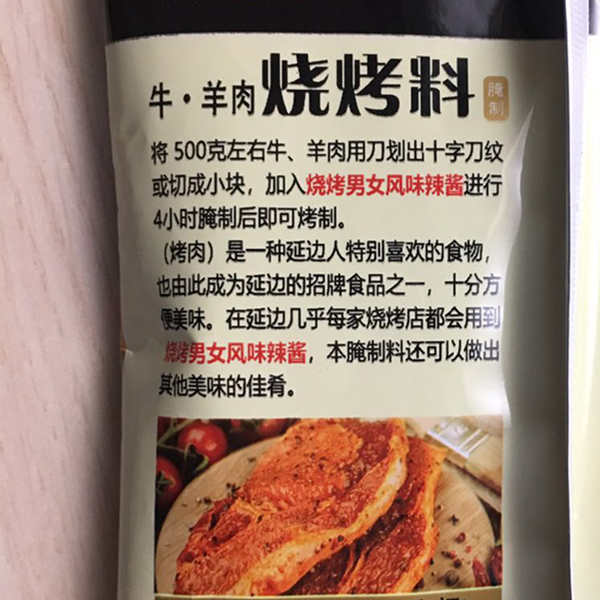 牛·羊肉烧烤料 腌制
将 500克左右牛、羊肉用刀划出十字刀纹
或切成小块，加入烧烤男女风味辣酱进行
4小时腌制后即可烤制。
（烤肉）是一种延边人特别喜欢的食物，
也由此成为延边的招牌食品之一，十分方
便美味。在延边几乎每家烧烤店都会用到
烧烤男女风味辣酱，本腌制料还可以做出
其他美味的佳肴。